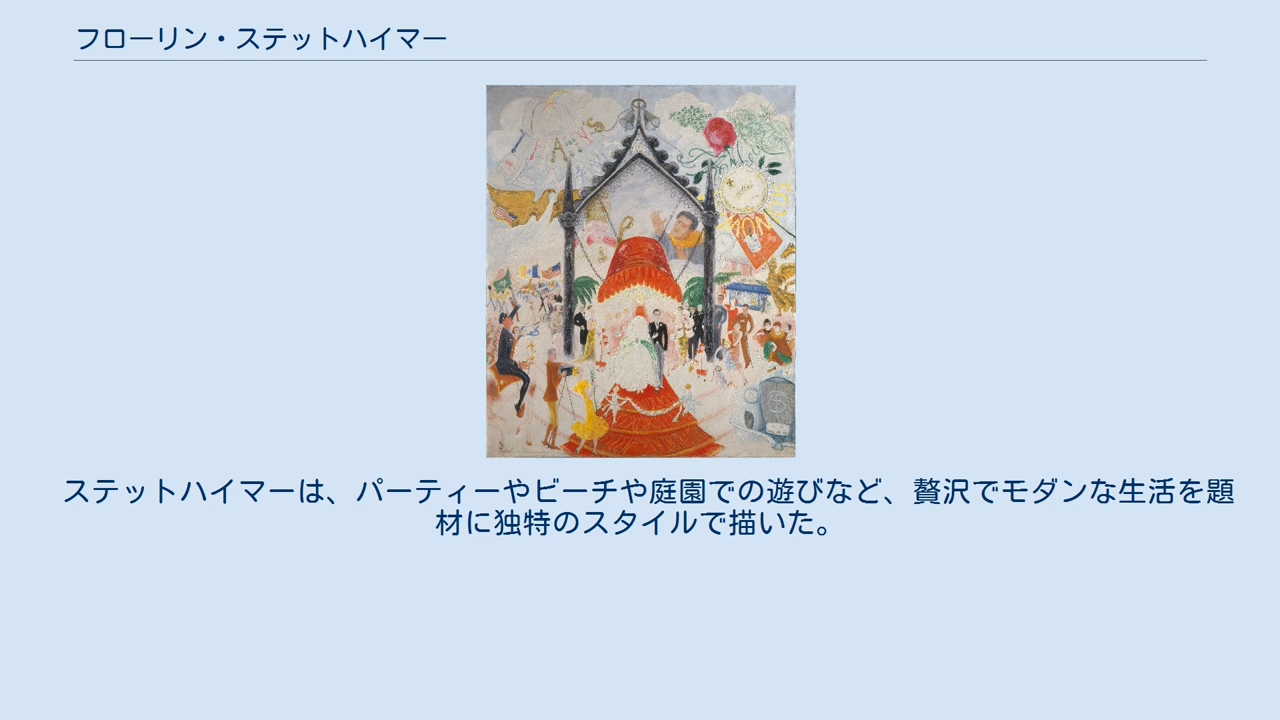 フローリン・ステットハイマー
ステットハイマーは、パーティーやビーチや庭園での遊びなど、贅沢でモダンな生活を題
材に独特のスタイルで描いた。